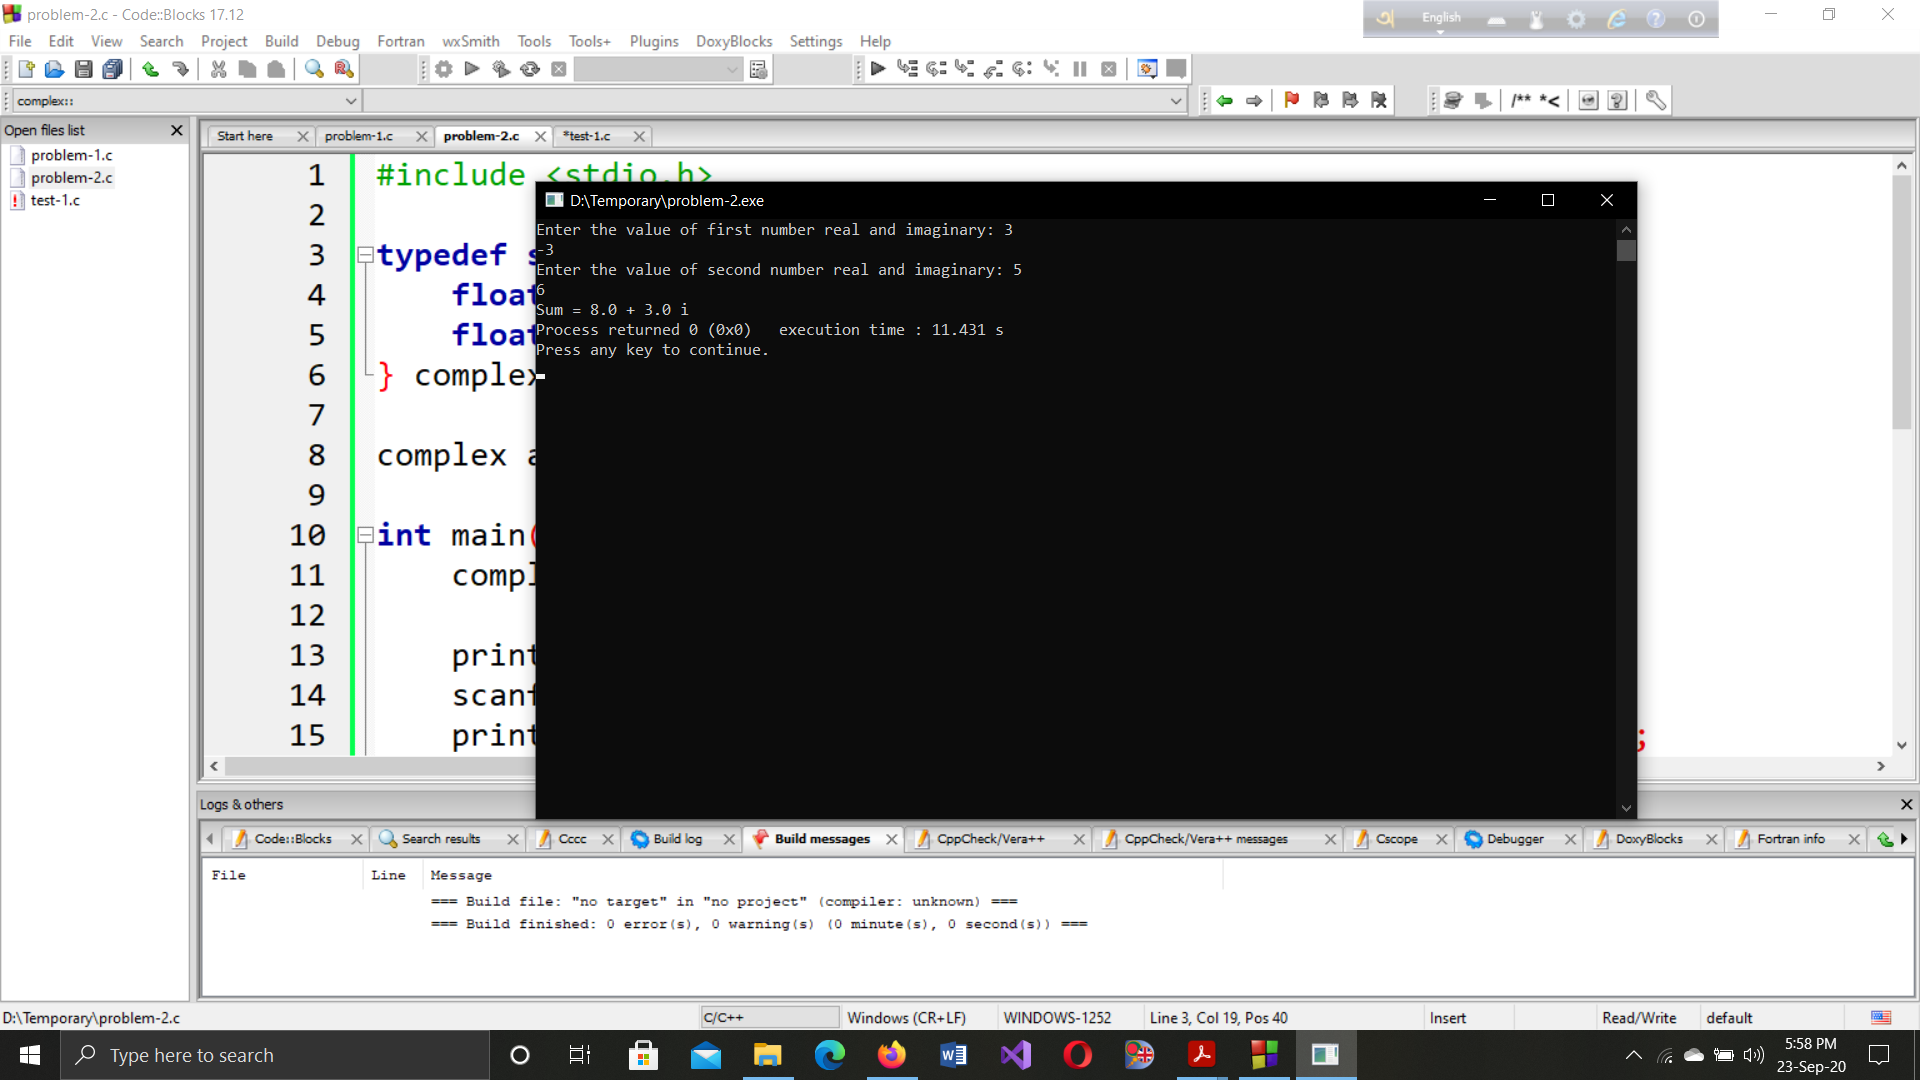 problem-2.c - Code::Blocks 17.12
English
File Edit View Search Project Build Debug Fortran wxSmith Tools Tools+ Plugins DoxyBlocks Settings Help
complex::
/** *<
Open files list
problem-1.c
problem-2.c
test-1.c
Start here problem-1.c problem-2.c *test-1.c
1 #include <stdio.h>
2
3 typedef s
4 float
5 float
6 } complex
7
8 complex a
9
10 int main(
11 compl
12
13 print
14 scanf
15 print ;
D:\Temporary\problem-2.exe
Enter the value of first number real and imaginary: 3
-3
Enter the value of second number real and imaginary: 5
6
Sum = 8.0 + 3.0 i
Process returned 0 (0x0)   execution time : 11.431 s
Press any key to continue.
Logs & others
Code::Blocks Search results Cccc Build log Build messages CppCheck/Vera++ CppCheck/Vera++ messages Cscope Debugger DoxyBlocks Fortran info
File Line Message
=== Build file: "no target" in "no project" (compiler: unknown) ===
=== Build finished: 0 error(s), 0 warning(s) (0 minute(s), 0 second(s)) ===
D:\Temporary\problem-2.c C/C++ Windows (CR+LF) WINDOWS-1252 Line 3, Col 19, Pos 40 Insert Read/Write default
Type here to search
5:58 PM
23-Sep-20